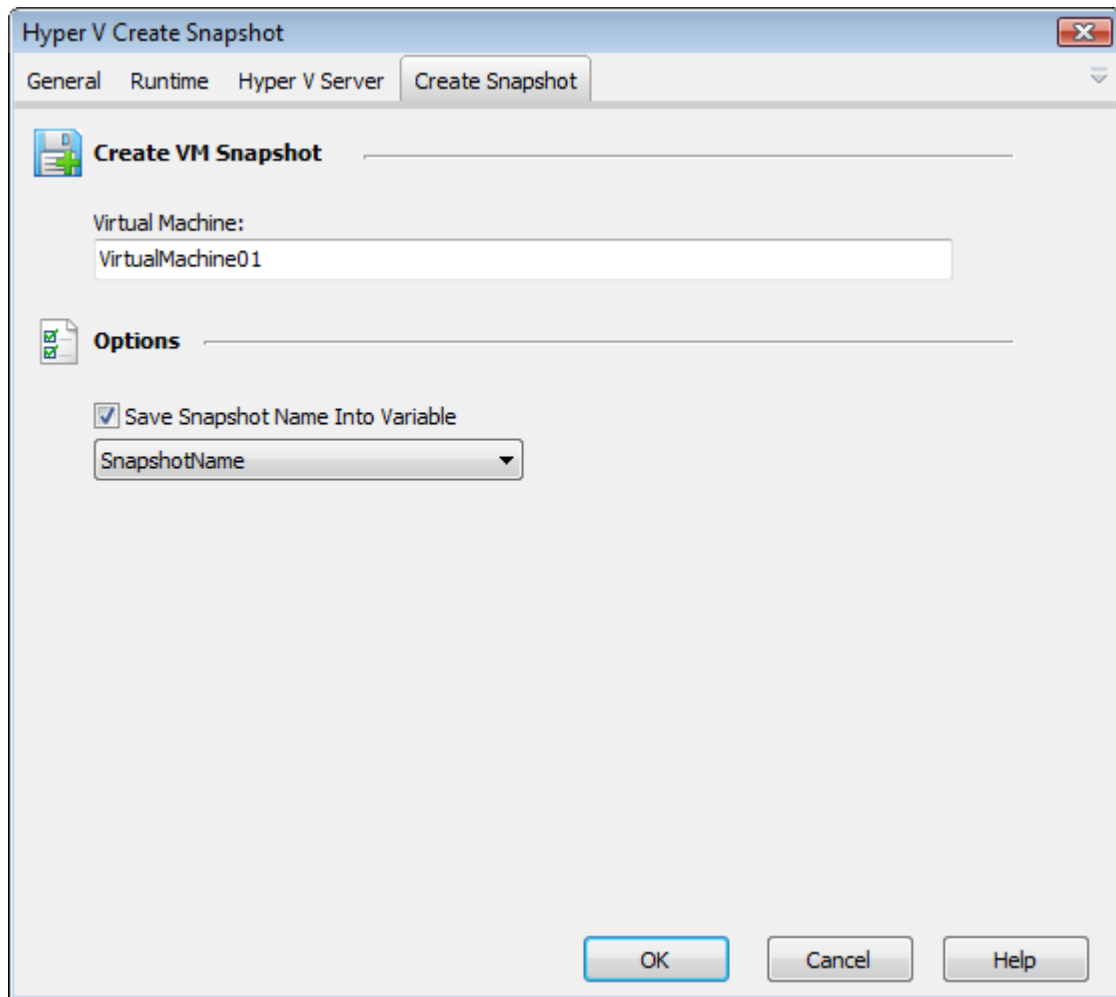 Hyper V Create Snapshot
General Runtime Hyper V Server Create Snapshot
Create VM Snapshot
Virtual Machine:
VirtualMachine01
Options
Save Snapshot Name Into Variable
SnapshotName
OK Cancel Help